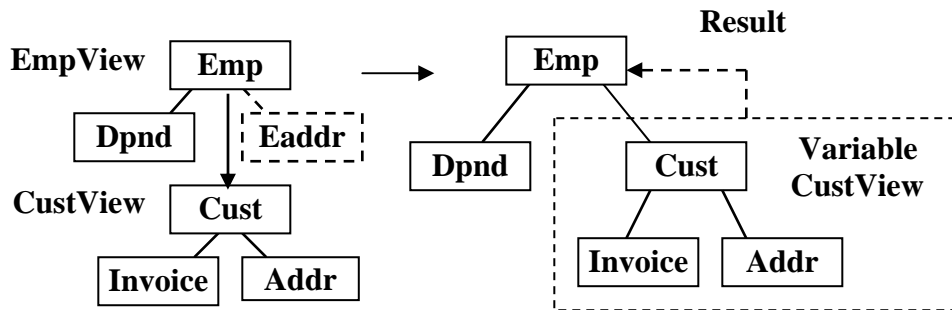 Result
EmpView
Emp
Emp
Dpnd
Eaddr
Dpnd
Cust
Variable
CustView
CustView
Cust
Invoice
Addr
Invoice
Addr